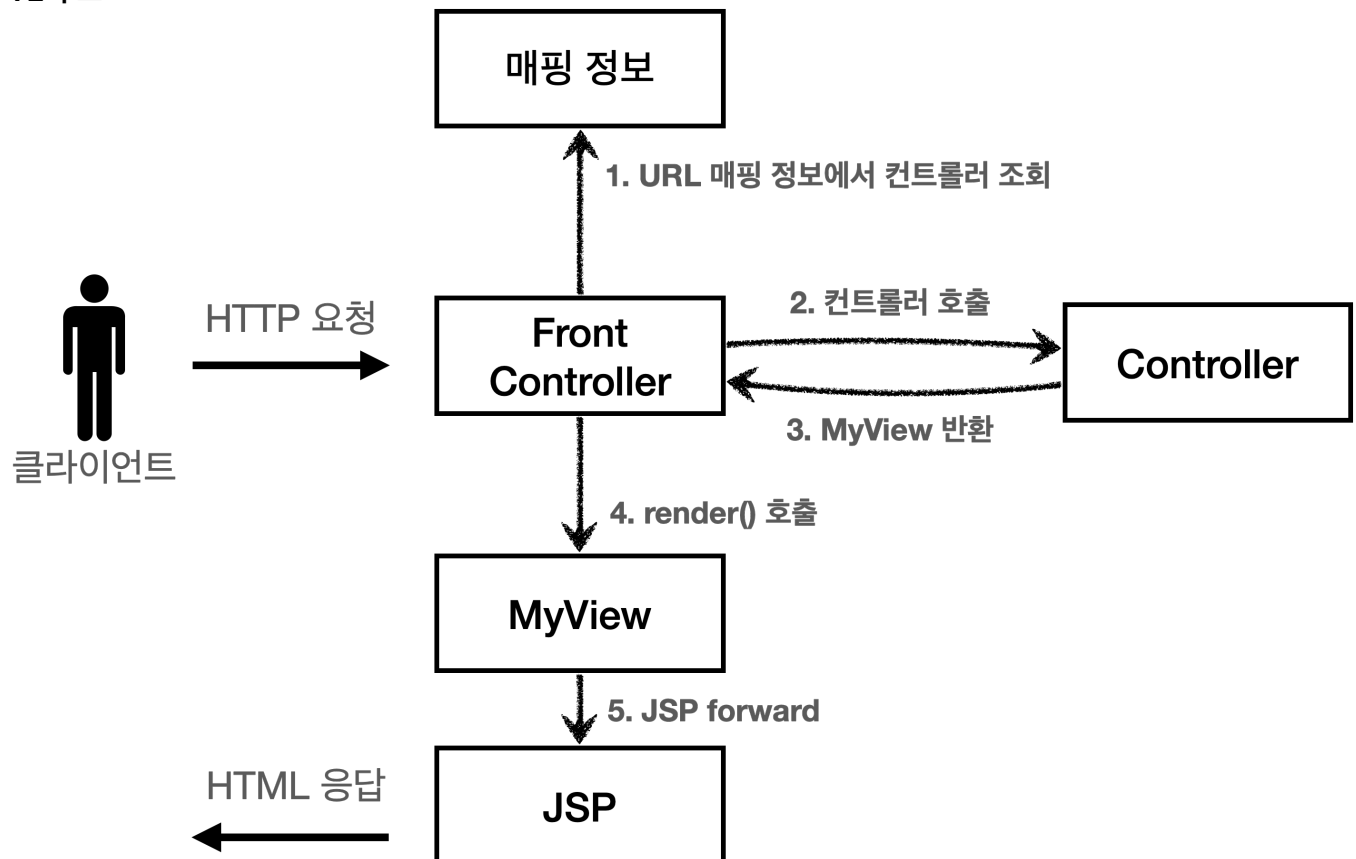 매핑 정보
1. URL 매핑 정보에서 컨트롤러 조회
HTTP 요청
Front
Controller
2. 컨트롤러 호출
Controller
3. MyView 반환
클라이언트
4. render() 호출
MyView
5. JSP forward
HTML 응답
JSP